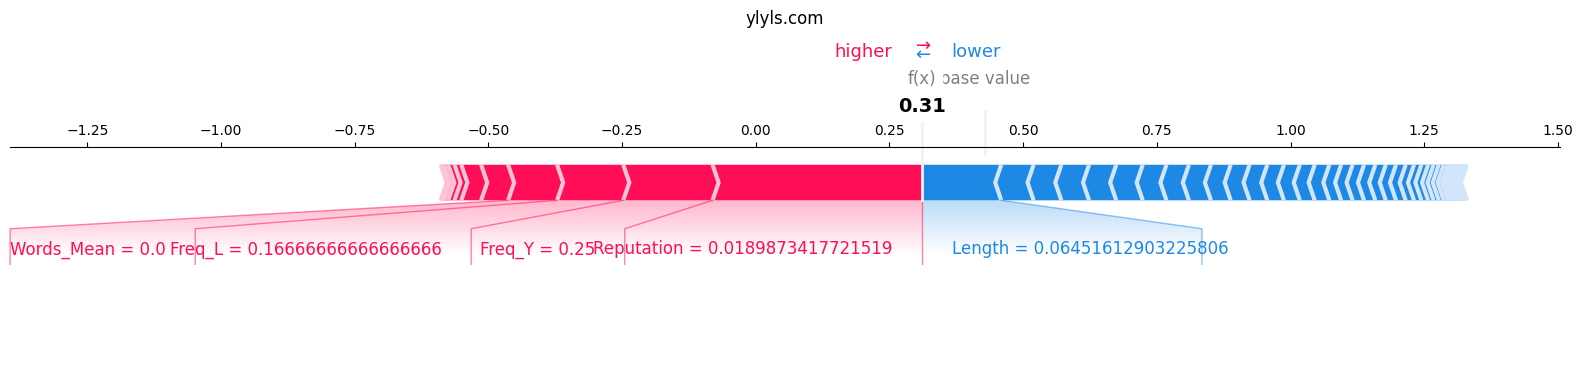 ylyls.com
higher ⇄ lower
f(x) base value
0.31
−1.25 −1.00 −0.75 −0.50 −0.25 0.00 0.25 0.50 0.75 1.00 1.25 1.50
Words_Mean = 0.0 Freq_L = 0.16666666666666666 Freq_Y = 0.25 Reputation = 0.0189873417721519 Length = 0.06451612903225806